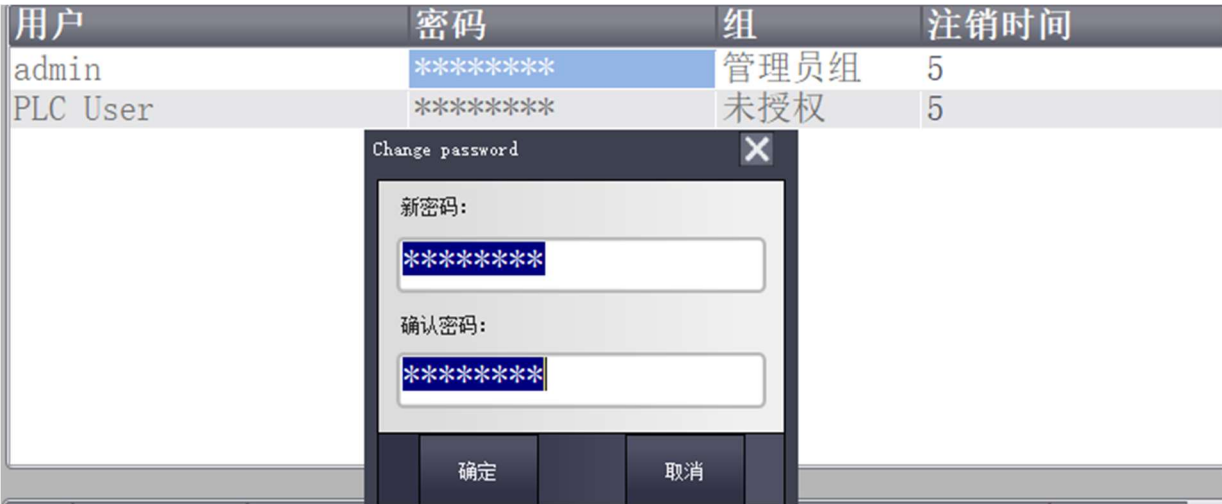 用户 密码 组 注销时间
admin ******** 管理员组 5
PLC User ******** 未授权 5
Change password
新密码:
********
确认密码:
********
确定 取消